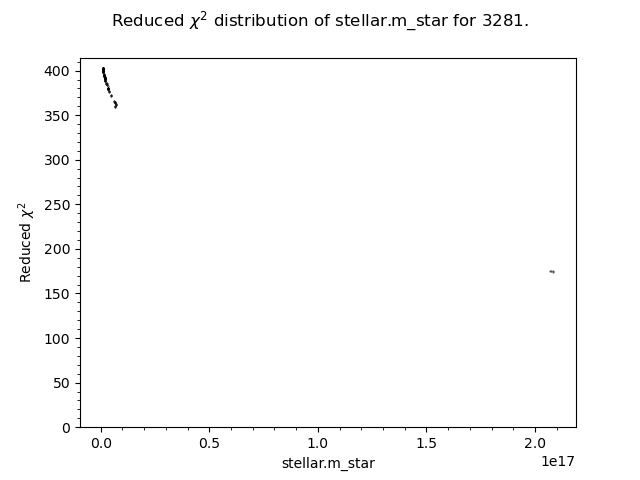 Reduced χ² distribution of stellar.m_star for 3281.
400
350
300
250
200
150
100
50
0
Reduced χ²
0.0 0.5 1.0 1.5 2.0
1e17
stellar.m_star